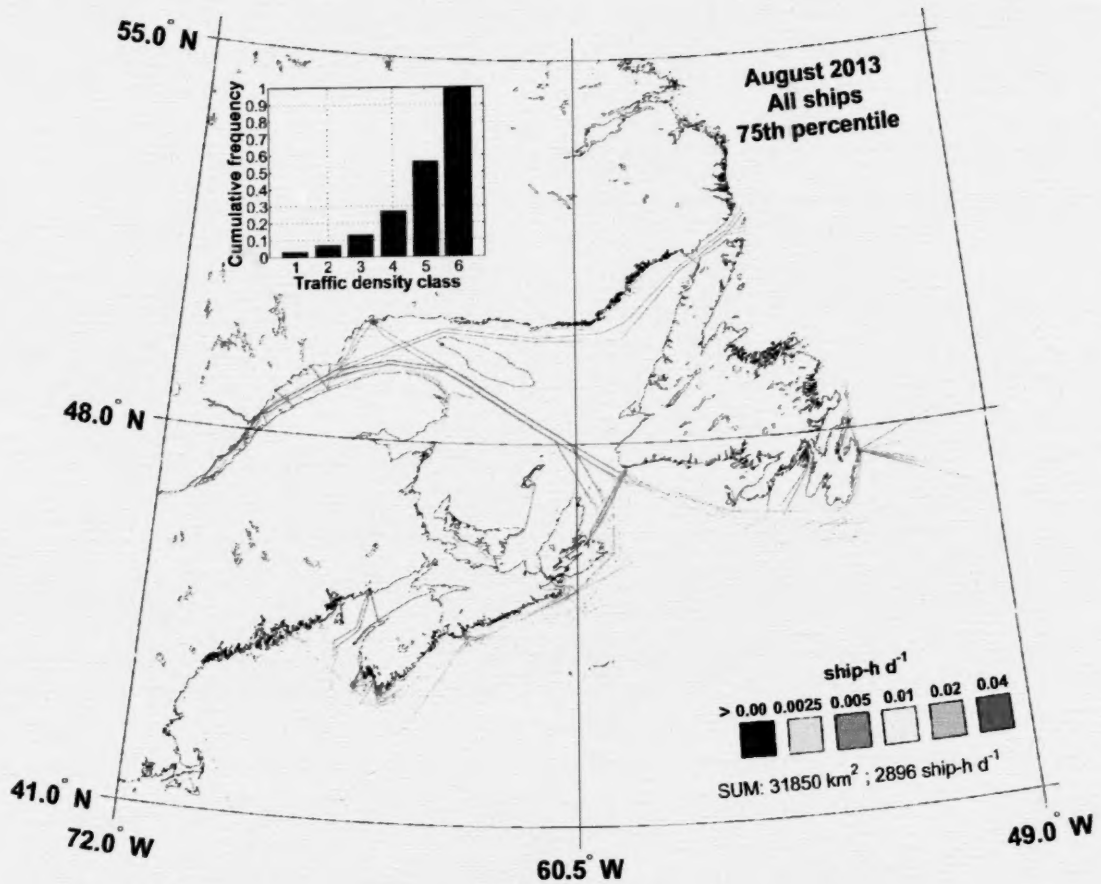 55.0° N
August 2013
All ships
75th percentile
Cumulative frequency
1
0.9
0.8
0.7
0.6
0.5
0.4
0.3
0.2
0.1
0
1 2 3 4 5 6
Traffic density class
48.0° N
ship-h d⁻¹
> 0.00 0.0025 0.005 0.01 0.02 0.04
SUM: 31850 km² ; 2896 ship-h d⁻¹
41.0° N
72.0° W
60.5° W
49.0° W